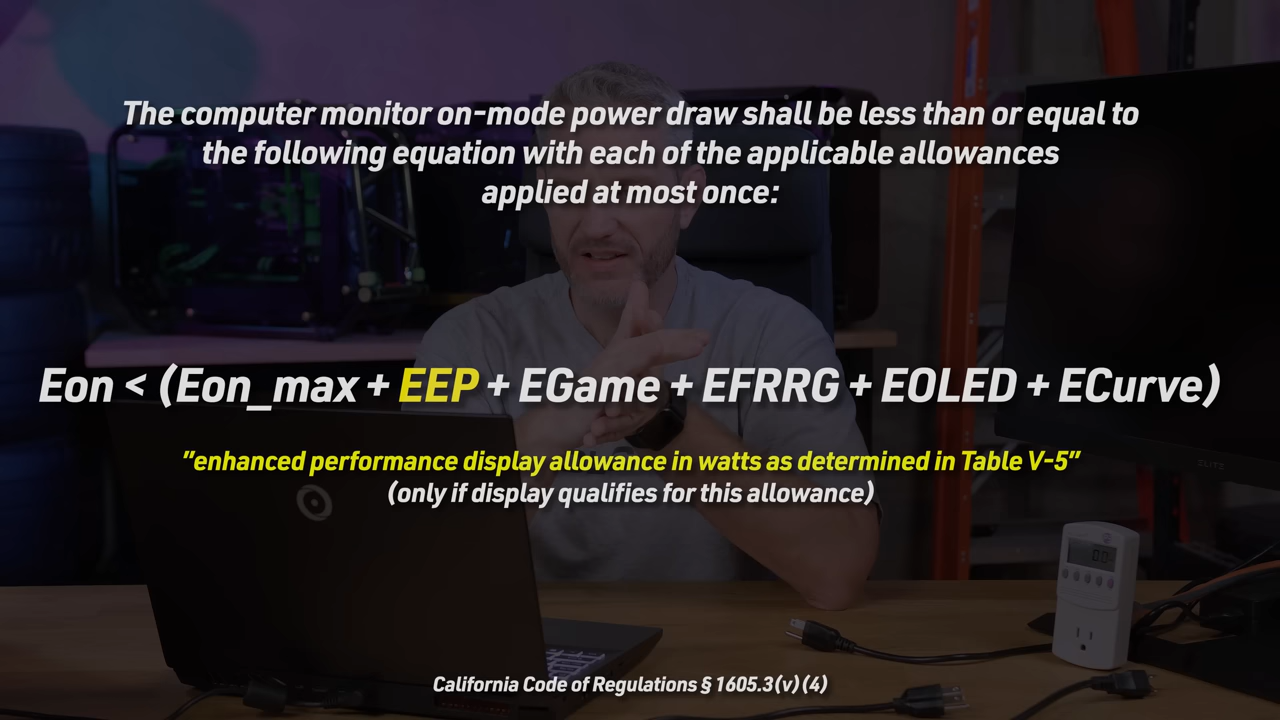 The computer monitor on-mode power draw shall be less than or equal to
the following equation with each of the applicable allowances
applied at most once:
Eon < (Eon_max + EEP + EGame + EFRRG + EOLED + ECurve)
"enhanced performance display allowance in watts as determined in Table V-5"
(only if display qualifies for this allowance)
California Code of Regulations § 1605.3(v)(4)